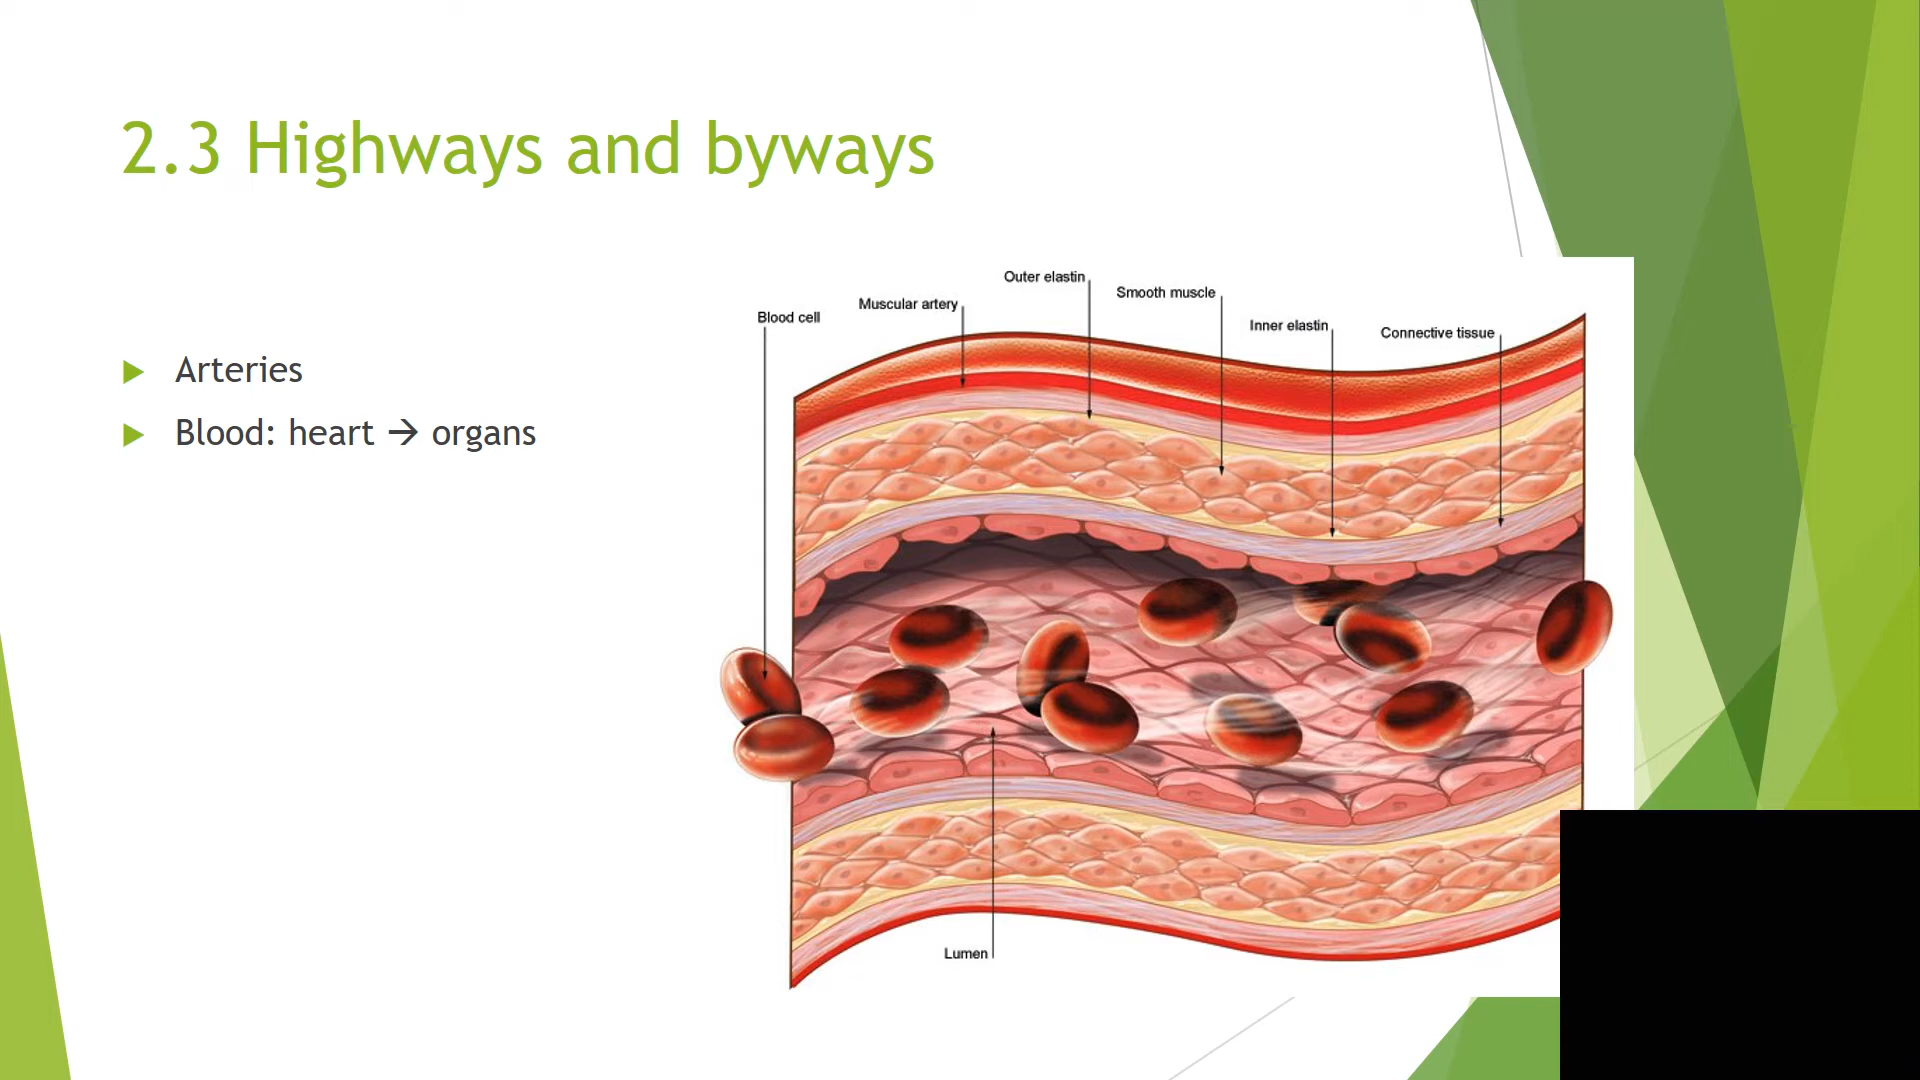 2.3 Highways and byways
Arteries
Blood: heart → organs
Outer elastin
Smooth muscle
Muscular artery
Blood cell
Inner elastin
Connective tissue
Lumen